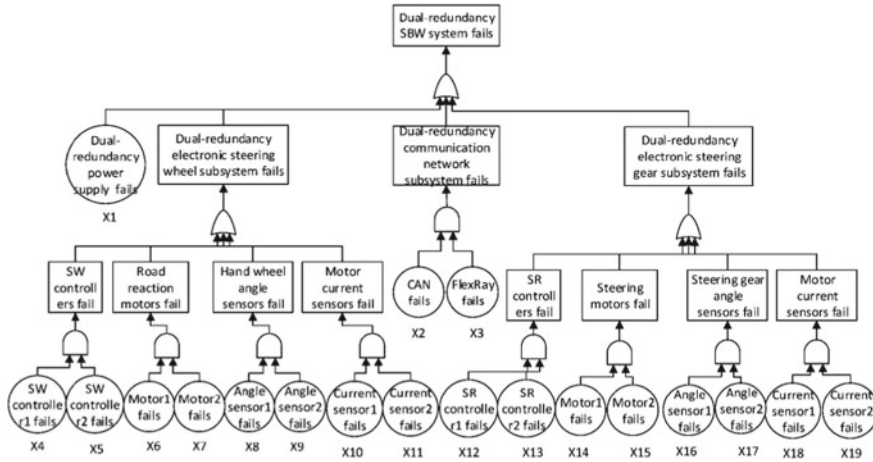 Dual-redundancy
SBW system fails
Dual-
redundancy
power
supply fails
X1
Dual-redundancy
electronic steering
wheel subsystem fails
Dual-redundancy
communication
network
subsystem fails
Dual-redundancy
electronic steering
gear subsystem fails
SW
controll
ers fail
Road
reaction
motors fail
Hand wheel
angle
sensors fail
Motor
current
sensors fail
CAN
fails
X2
FlexRay
fails
X3
SR
controll
ers fail
Steering
motors fail
Steering gear
angle
sensors fail
Motor
current
sensors fail
SW
controlle
r1 fails
X4
SW
controlle
r2 fails
X5
Motor1
fails
X6
Motor2
fails
X7
Angle
sensor1
fails
X8
Angle
sensor2
fails
X9
Current
sensor1
fails
X10
Current
sensor2
fails
X11
SR
controlle
r1 fails
X12
SR
controlle
r2 fails
X13
Motor1
fails
X14
Motor2
fails
X15
Angle
sensor1
fails
X16
Angle
sensor2
fails
X17
Current
sensor1
fails
X18
Current
sensor2
fails
X19